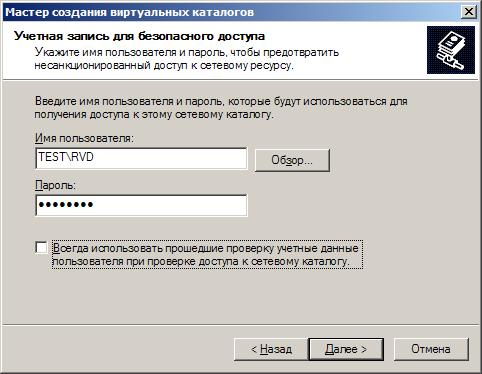 Мастер создания виртуальных каталогов
Учетная запись для безопасного доступа
Укажите имя пользователя и пароль, чтобы предотвратить
несанкционированный доступ к сетевому ресурсу.
Введите имя пользователя и пароль, которые будут использоваться для
получения доступа к этому сетевому каталогу.
Имя пользователя:
TEST\RVD
Обзор...
Пароль:
••••••••
Всегда использовать прошедшие проверку учетные данные
пользователя при проверке доступа к сетевому каталогу.
< Назад
Далее >
Отмена